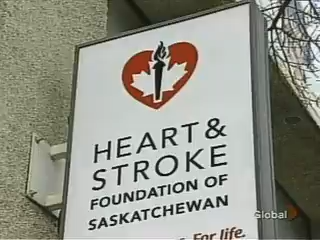 HEART &
STROKE
FOUNDATION OF
SASKATCHEWAN
For life.
Global